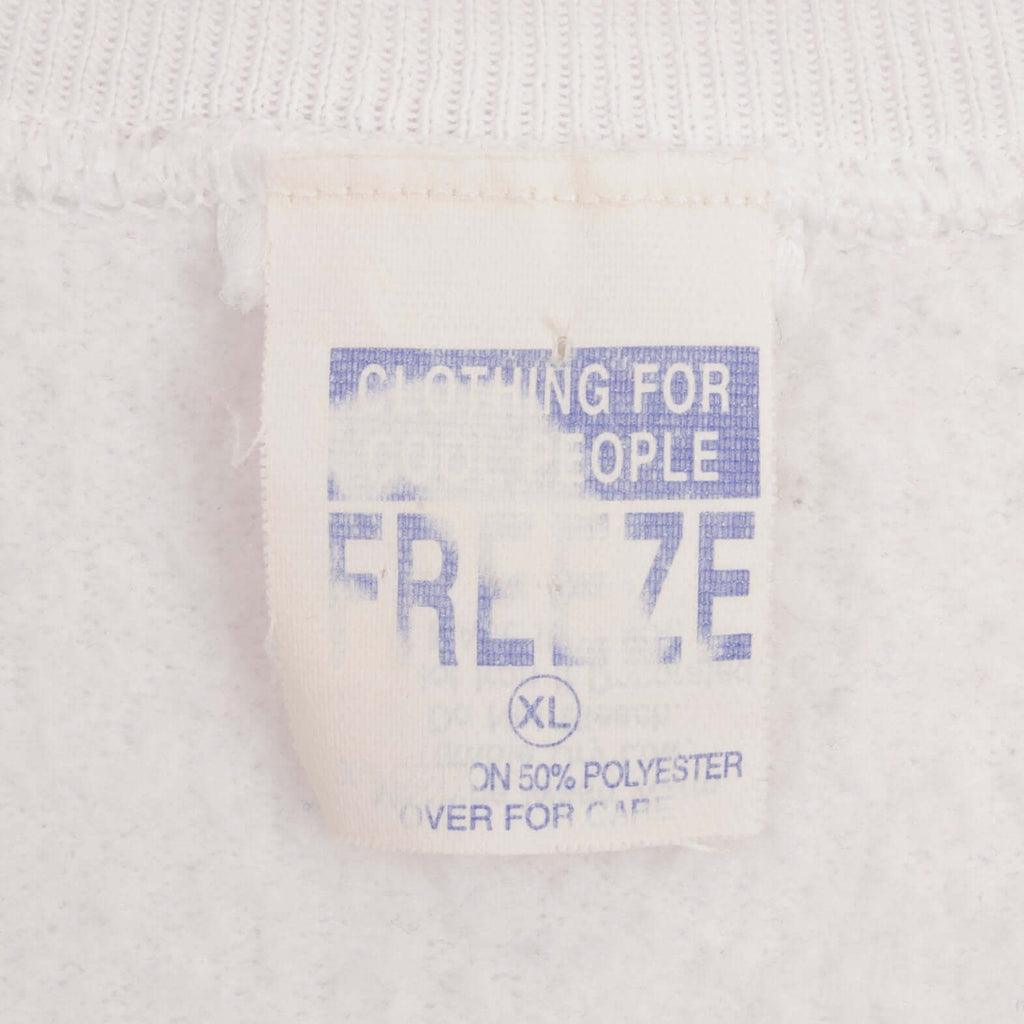 CLOTHING FOR
PEOPLE
FREEZE
XL
50% POLYESTER
OVER FOR CARE